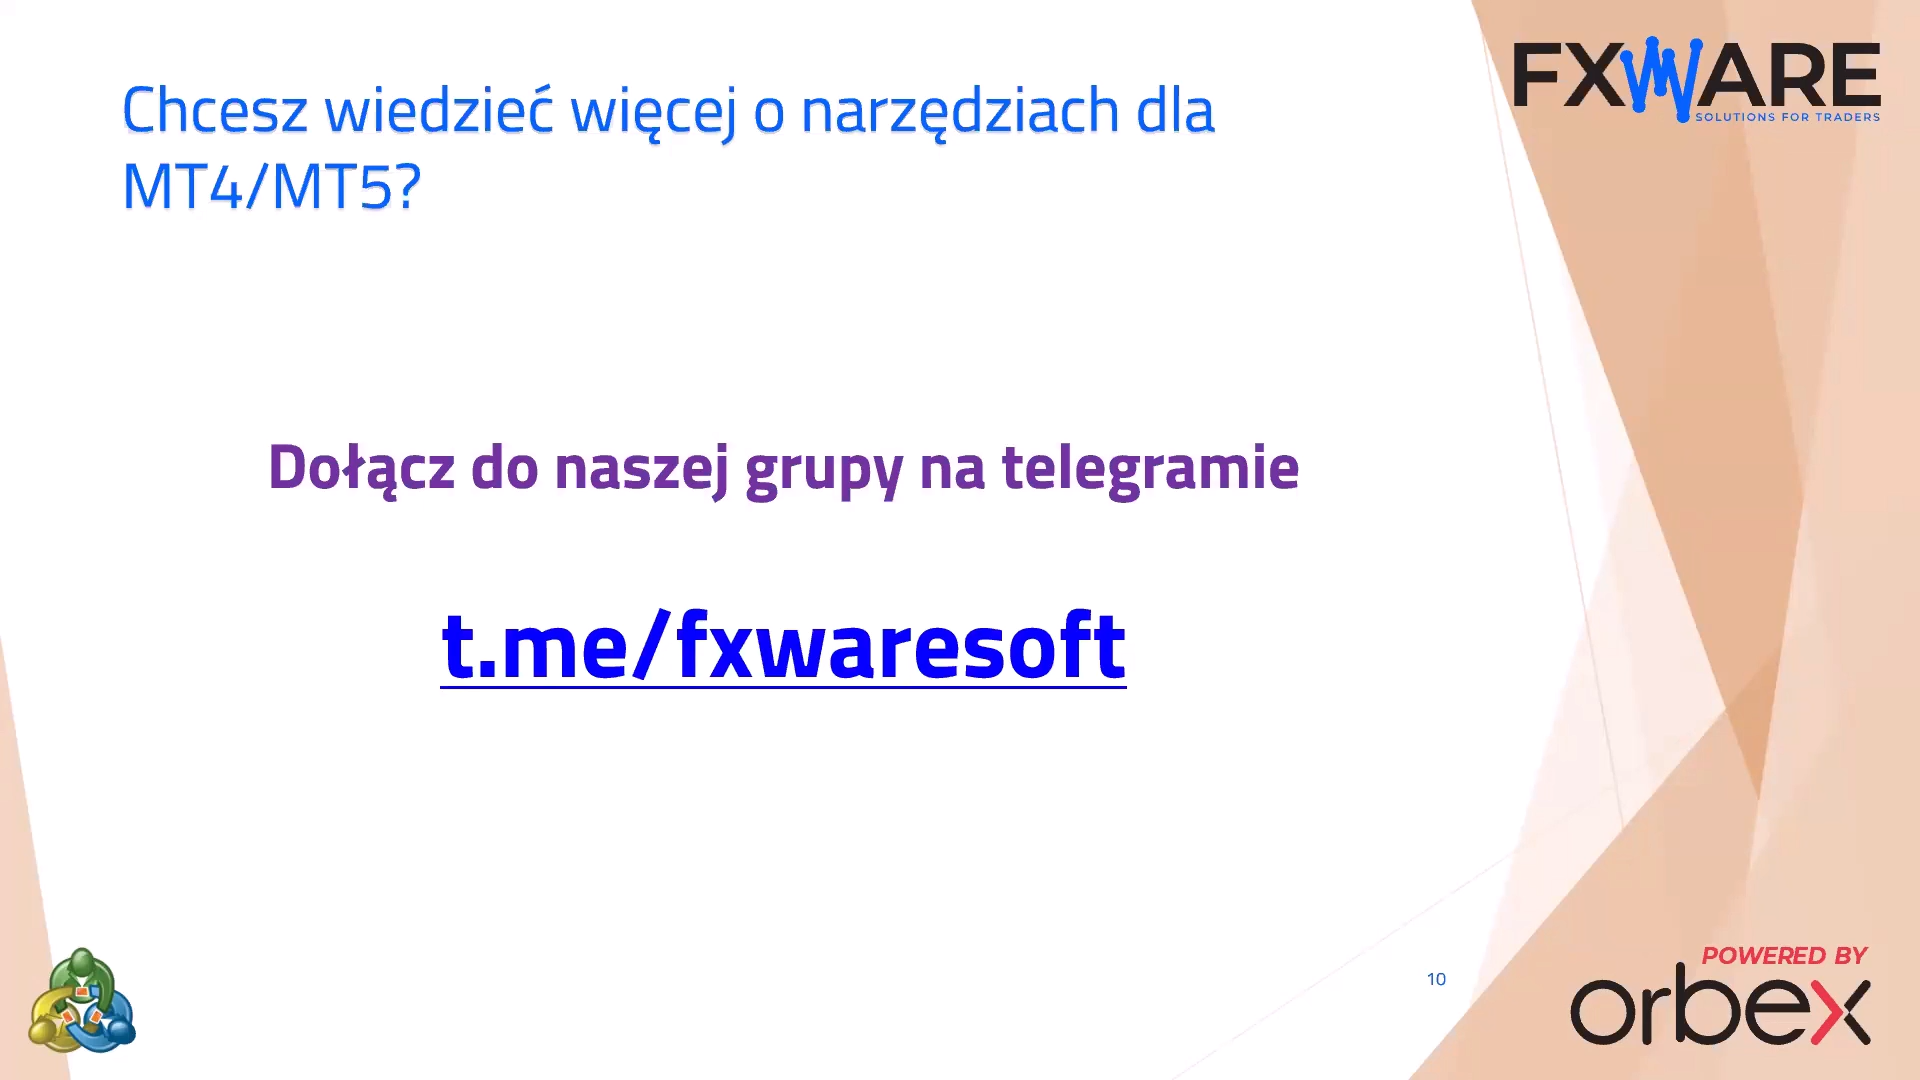 FXWARE
SOLUTIONS FOR TRADERS
Chcesz wiedzieć więcej o narzędziach dla
MT4/MT5?
Dołącz do naszej grupy na telegramie
t.me/fxwaresoft
10
POWERED BY
orbex